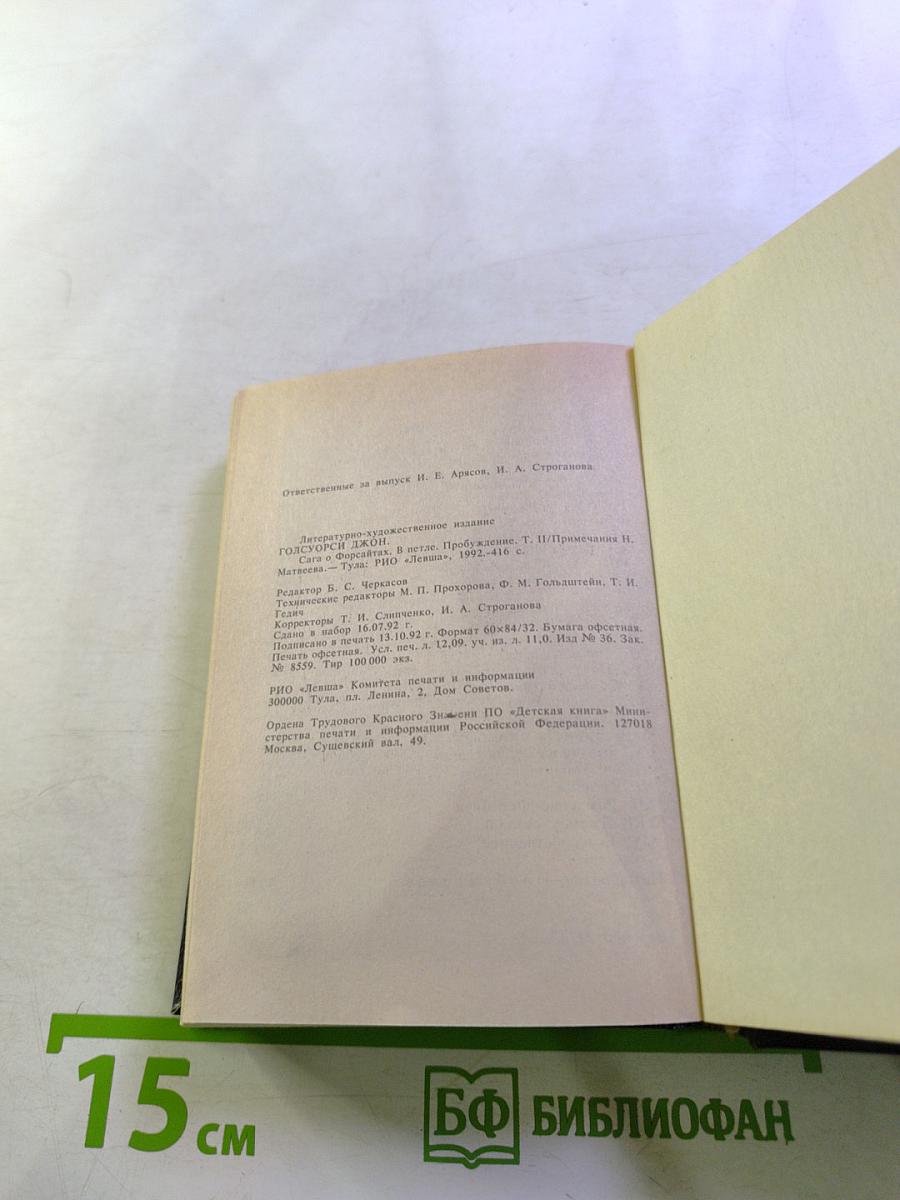 Ответственные за выпуск И. Е. Арясов, И. А. Строганова
Литературно-художественное издание
ГОЛСУОРСИ ДЖОН.
Сага о Форсайтах. В петле. Пробуждение. Т. II/Примечания Н.
Матвеева.— Тула: РИО «Левша», 1992.-416 с.
Редактор Б. С. Черкасов
Технические редакторы М. П. Прохорова, Ф. М. Гольдштейн, Т. И.
Гедич
Корректоры Т. И. Слипченко, И. А. Строганова
Сдано в набор 16.07.92 г.
Подписано в печать 13.10.92 г. Формат 60×84/32. Бумага офсетная.
Печать офсетная. Усл. печ. л. 12,09. уч. из. л. 11,0. Изд № 36. Зак.
№ 8559. Тир 100 000 экз.
РИО «Левша» Комитета печати и информации
300000 Тула, пл. Ленина, 2, Дом Советов.
Ордена Трудового Красного Знамени ПО «Детская книга» Мини-
стерства печати и информации Российской Федерации. 127018
Москва, Сущевский вал, 49.
15 см
БФ БИБЛИОФАН